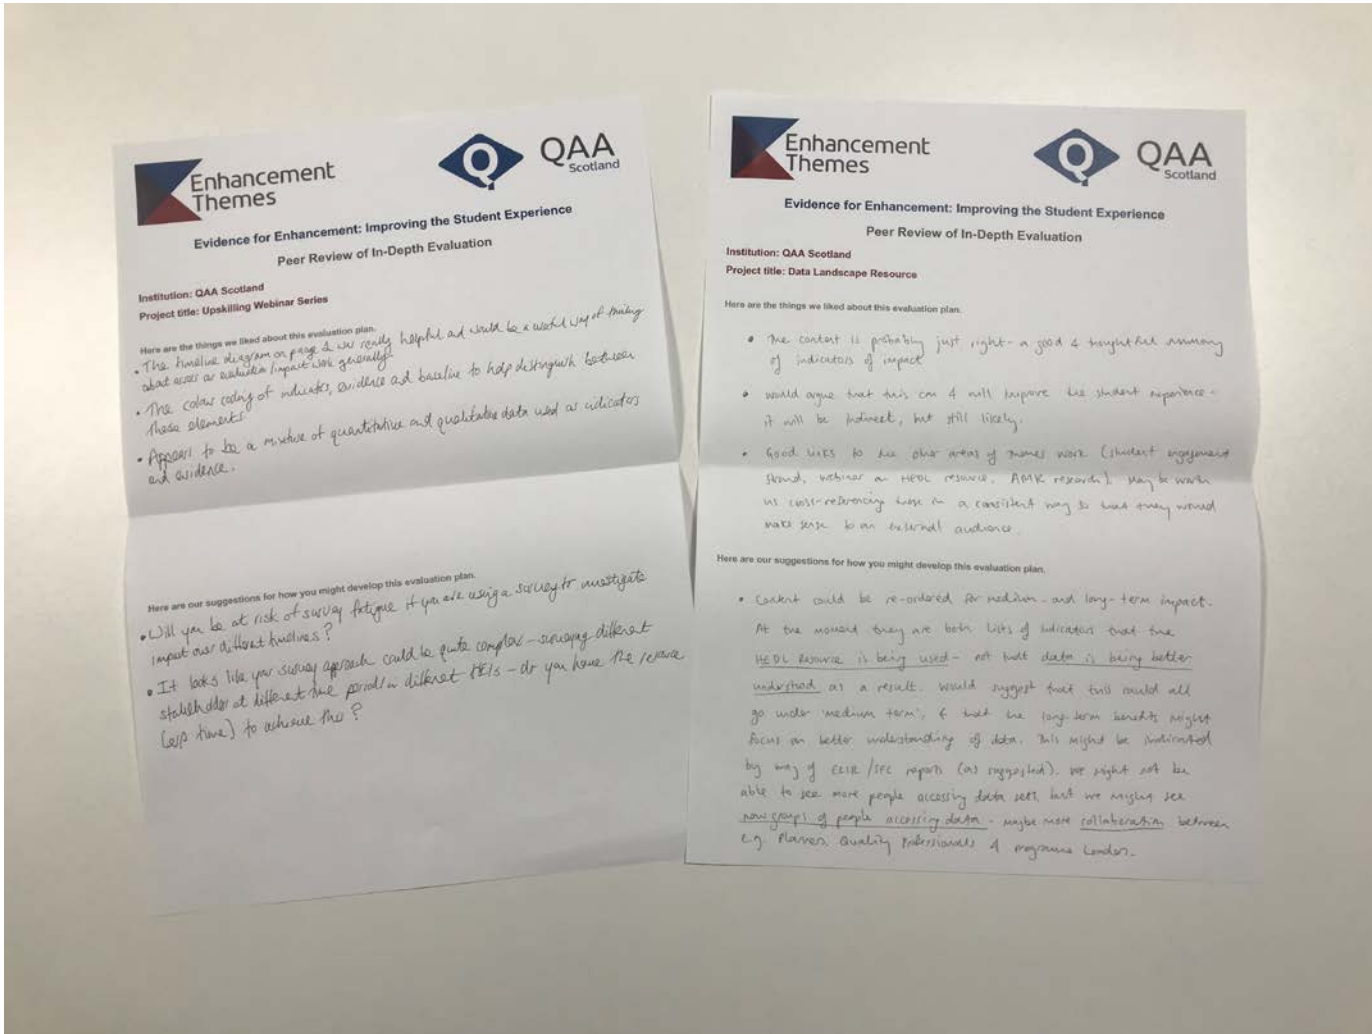 Enhancement
Themes
QAA
Scotland
Evidence for Enhancement: Improving the Student Experience
Peer Review of In-Depth Evaluation
Institution: QAA Scotland
Project title: Upskilling Webinar Series
Here are the things we liked about this evaluation plan.
• The timeline diagram on page 2 was really helpful and would be a useful way of thinking
about evaluation/impact work generally!
• The colour coding of indicators, evidence and baseline to help distinguish between
these elements
• Appears to be a mixture of quantitative and qualitative data used as indicators
and evidence.
Here are our suggestions for how you might develop this evaluation plan.
• Will you be at risk of survey fatigue if you are using a survey to investigate
impact over different timelines?
• It looks like your survey approach could be quite complex – surveying different
stakeholder at different time periods in different HEIs – do you have the resource
(esp time) to achieve this?
Enhancement
Themes
QAA
Scotland
Evidence for Enhancement: Improving the Student Experience
Peer Review of In-Depth Evaluation
Institution: QAA Scotland
Project title: Data Landscape Resource
Here are the things we liked about this evaluation plan.
• The content is probably just right - a good & thoughtful summary
of indicators of impact
• would argue that this can & will improve the student experience -
it will be indirect, but still likely.
• Good links to the other areas of themes work (student engagement
strand, webinar on HEDL resource, AMK research). May be worth
us cross-referencing these in a consistent way so that they would
make sense to an external audience.
Here are our suggestions for how you might develop this evaluation plan.
• Content could be re-ordered for medium- and long-term impact.
At the moment they are both lists of indicators that the
HEDL Resource is being used - not that data is being better
understood as a result. Would suggest that this could all
go under 'medium term', & that the long-term benefits might
focus on better understanding of data. This might be indicated
by way of ELIR/SFC reports (as suggested). We might not be
able to see more people accessing data sets, but we might see
new groups of people accessing data - maybe more collaboration between
e.g. Planners, Quality Professionals & Programme Leaders.